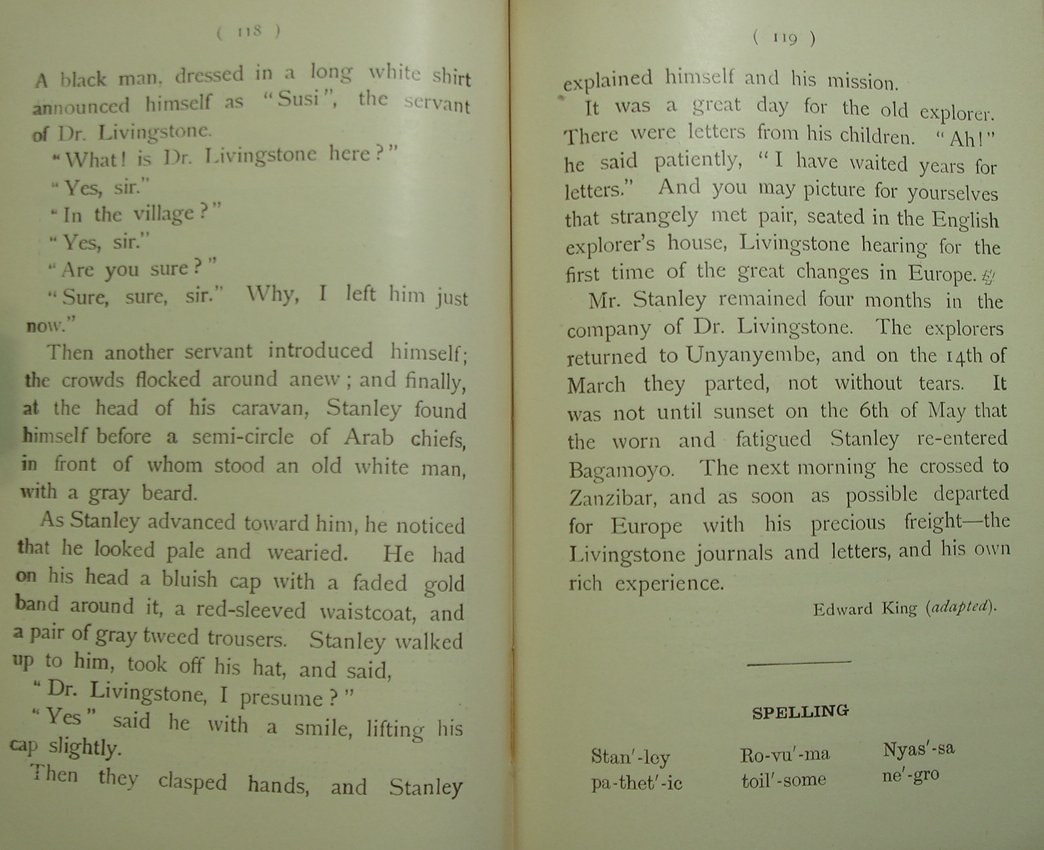 ( 118 )
A black man, dressed in a long white shirt
announced himself as "Susi", the servant
of Dr. Livingstone.
"What! is Dr. Livingstone here?"
"Yes, sir."
"In the village?"
"Yes, sir."
"Are you sure?"
"Sure, sure, sir." Why, I left him just
now."
Then another servant introduced himself;
the crowds flocked around anew; and finally,
at the head of his caravan, Stanley found
himself before a semi-circle of Arab chiefs,
in front of whom stood an old white man,
with a gray beard.
As Stanley advanced toward him, he noticed
that he looked pale and wearied. He had
on his head a bluish cap with a faded gold
band around it, a red-sleeved waistcoat, and
a pair of gray tweed trousers. Stanley walked
up to him, took off his hat, and said,
"Dr. Livingstone, I presume?"
"Yes" said he with a smile, lifting his
cap slightly.
Then they clasped hands, and Stanley
( 119 )
explained himself and his mission.
It was a great day for the old explorer.
There were letters from his children. "Ah!"
he said patiently, "I have waited years for
letters." And you may picture for yourselves
that strangely met pair, seated in the English
explorer's house, Livingstone hearing for the
first time of the great changes in Europe.
Mr. Stanley remained four months in the
company of Dr. Livingstone. The explorers
returned to Unyanyembe, and on the 14th of
March they parted, not without tears. It
was not until sunset on the 6th of May that
the worn and fatigued Stanley re-entered
Bagamoyo. The next morning he crossed to
Zanzibar, and as soon as possible departed
for Europe with his precious freight—the
Livingstone journals and letters, and his own
rich experience.
Edward King (adapted).
SPELLING
Stan'-ley Ro-vu'-ma Nyas'-sa
pa-thet'-ic toil'-some ne'-gro